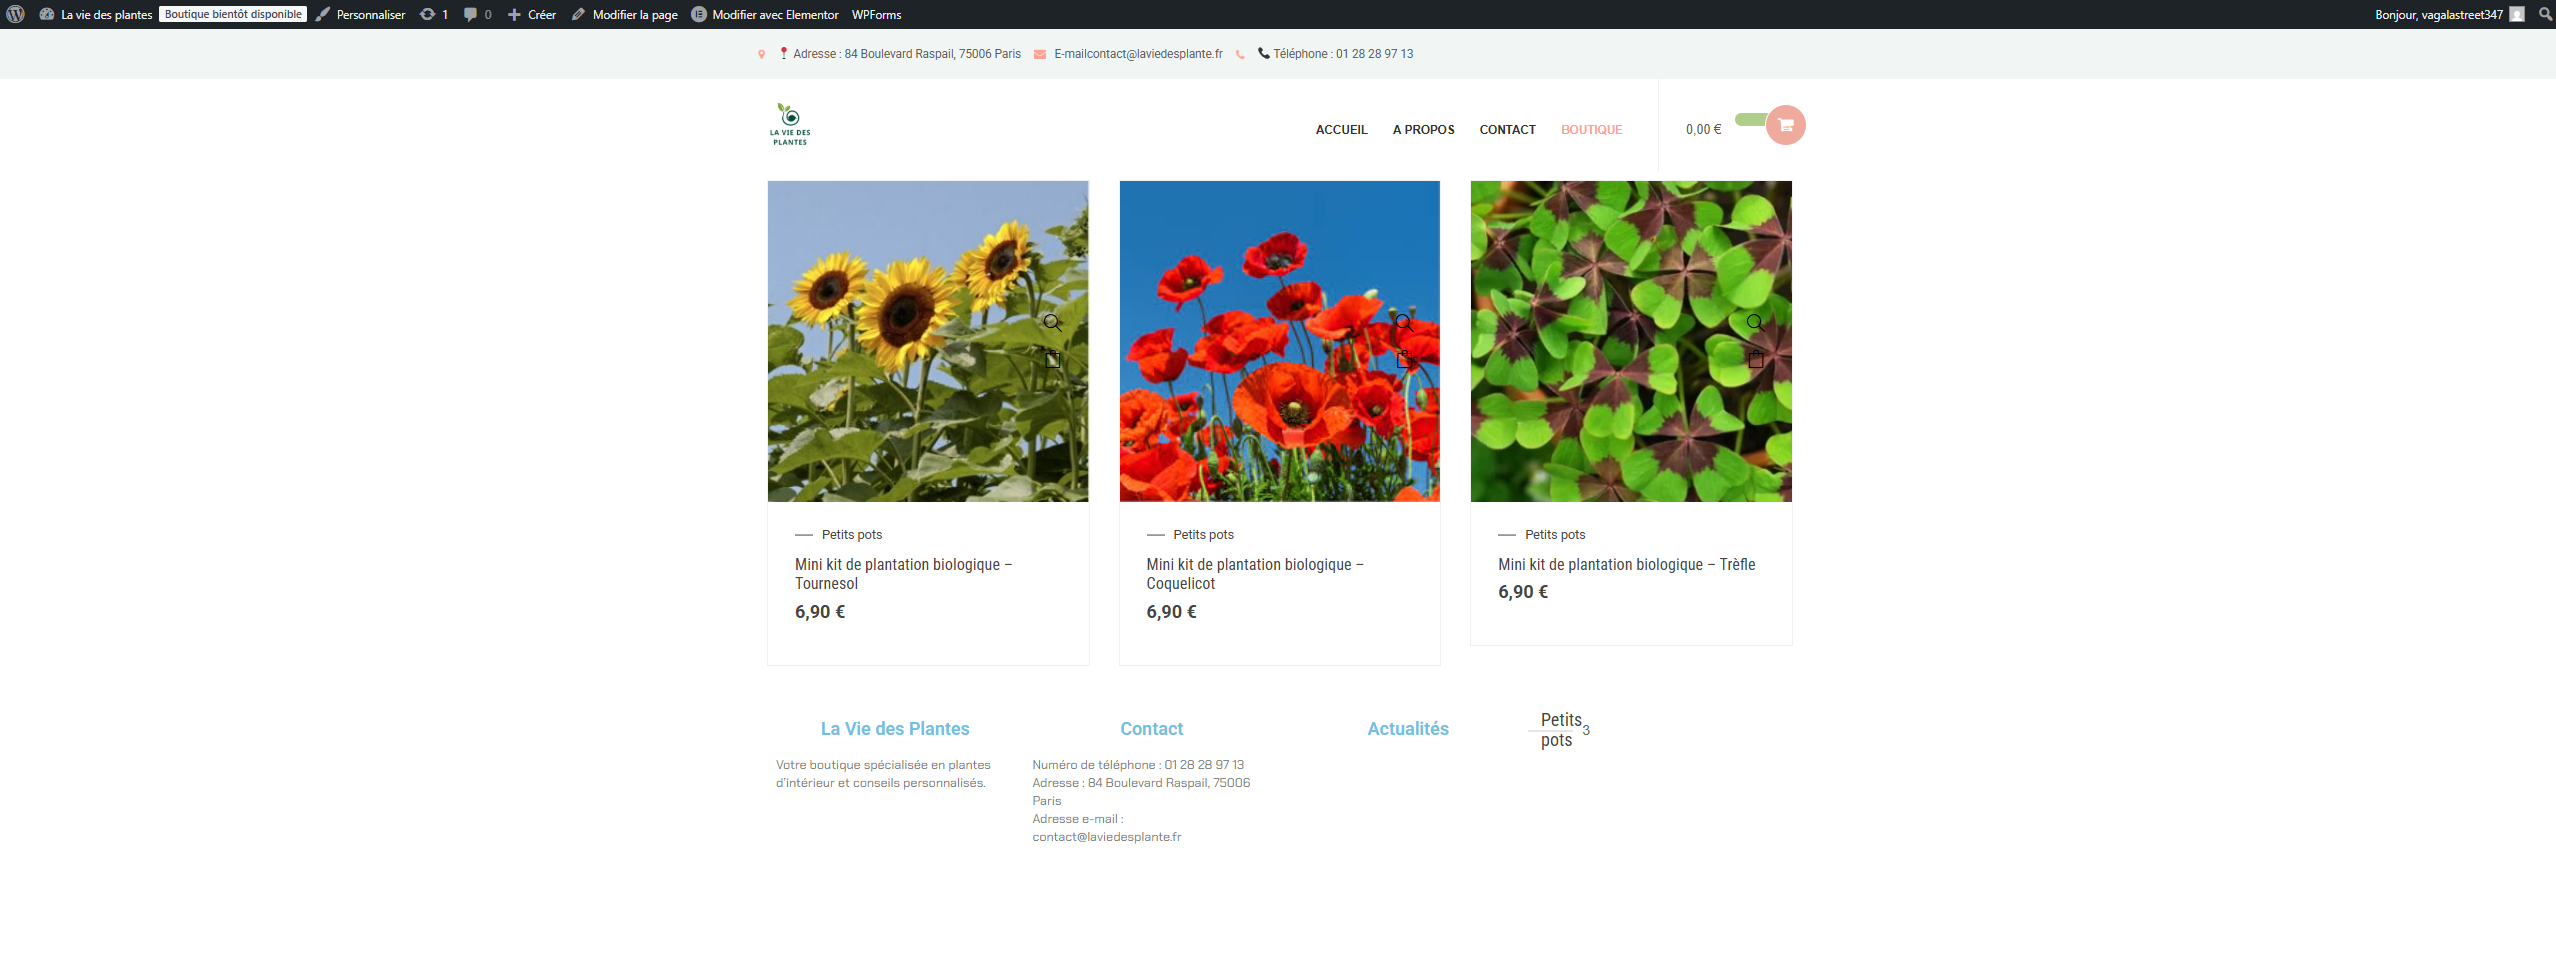 La vie des plantes Boutique bientôt disponible Personnaliser 1 0 Créer Modifier la page Modifier avec Elementor WPForms Bonjour, vagalastreet347
Adresse : 84 Boulevard Raspail, 75006 Paris E-mailcontact@laviedesplante.fr Téléphone : 01 28 28 97 13
LA VIE DES
PLANTES
ACCUEIL A PROPOS CONTACT BOUTIQUE 0,00 €
Petits pots
Mini kit de plantation biologique –
Tournesol
6,90 €
Petits pots
Mini kit de plantation biologique –
Coquelicot
6,90 €
Petits pots
Mini kit de plantation biologique – Trèfle
6,90 €
La Vie des Plantes
Votre boutique spécialisée en plantes
d'intérieur et conseils personnalisés.
Contact
Numéro de téléphone : 01 28 28 97 13
Adresse : 84 Boulevard Raspail, 75006
Paris
Adresse e-mail :
contact@laviedesplante.fr
Actualités
Petits
pots
3